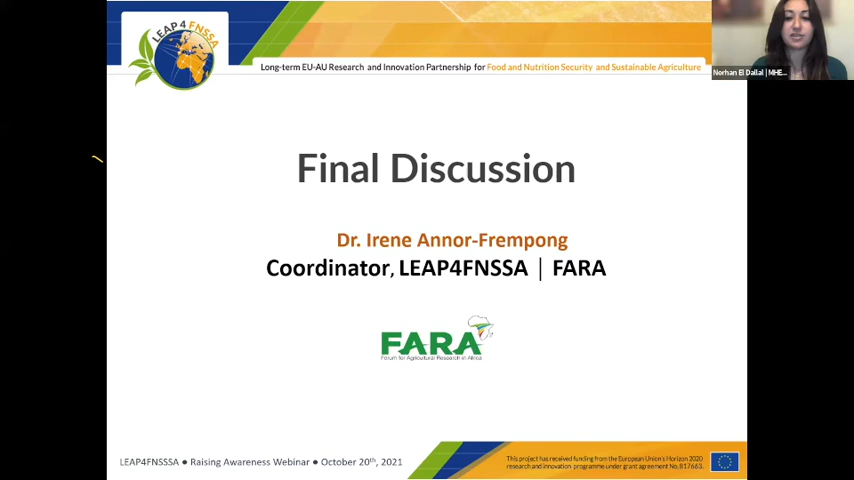 LEAP 4 FNSSA
Long-term EU-AU Research and Innovation Partnership for Food and Nutrition Security and Sustainable Agriculture
Norhan El Dallal | MHE...
Final Discussion
Dr. Irene Annor-Frempong
Coordinator, LEAP4FNSSA | FARA
FARA
Forum for Agricultural Research in Africa
LEAP4FNSSSA ● Raising Awareness Webinar ● October 20th, 2021
This project has received funding from the European Union's Horizon 2020
research and innovation programme under grant agreement No. 817663.